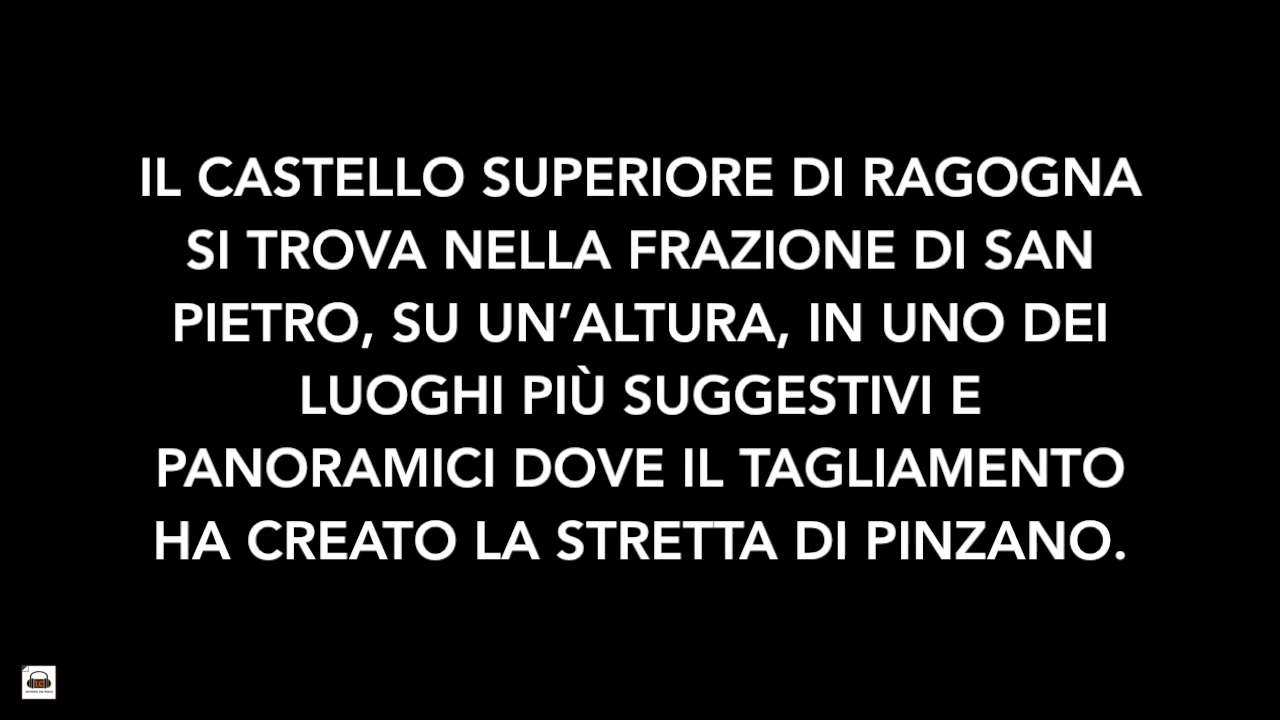 IL CASTELLO SUPERIORE DI RAGOGNA
SI TROVA NELLA FRAZIONE DI SAN
PIETRO, SU UN’ALTURA, IN UNO DEI
LUOGHI PIÙ SUGGESTIVI E
PANORAMICI DOVE IL TAGLIAMENTO
HA CREATO LA STRETTA DI PINZANO.